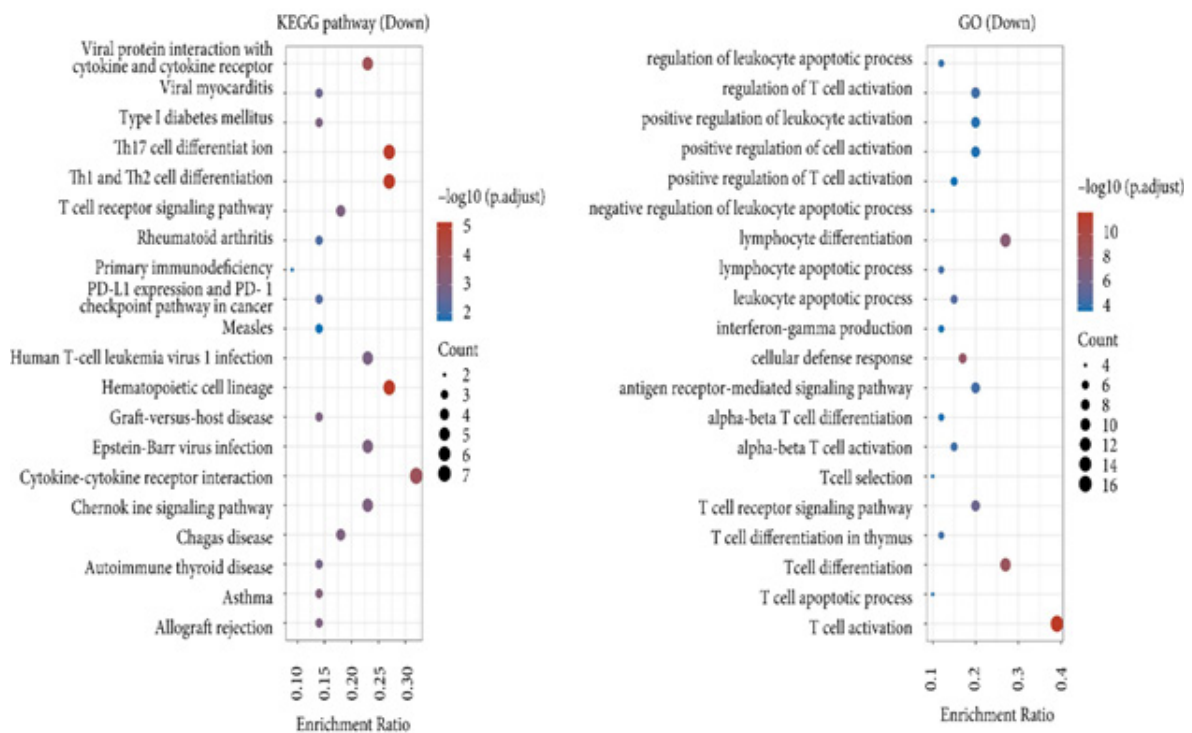 KEGG pathway (Down)
Viral protein interaction with
cytokine and cytokine receptor
Viral myocarditis
Type I diabetes mellitus
Th17 cell differentiat ion
Th1 and Th2 cell differentiation
T cell receptor signaling pathway
Rheumatoid arthritis
Primary immunodeficiency
PD-L1 expression and PD- 1
checkpoint pathway in cancer
Measles
Human T-cell leukemia virus 1 infection
Hematopoietic cell lineage
Graft-versus-host disease
Epstein-Barr virus infection
Cytokine-cytokine receptor interaction
Chernok ine signaling pathway
Chagas disease
Autoimmune thyroid disease
Asthma
Allograft rejection
0.10
0.15
0.20
0.25
0.30
Enrichment Ratio
−log10 (p.adjust)
5
4
3
2
Count
2
3
4
5
6
7
GO (Down)
regulation of leukocyte apoptotic process
regulation of T cell activation
positive regulation of leukocyte activation
positive regulation of cell activation
positive regulation of T cell activation
negative regulation of leukocyte apoptotic process
lymphocyte differentiation
lymphocyte apoptotic process
leukocyte apoptotic process
interferon-gamma production
cellular defense response
antigen receptor-mediated signaling pathway
alpha-beta T cell differentiation
alpha-beta T cell activation
Tcell selection
T cell receptor signaling pathway
T cell differentiation in thymus
Tcell differentiation
T cell apoptotic process
T cell activation
0.1
0.2
0.3
0.4
Enrichment Ratio
−log10 (p.adjust)
10
8
6
4
Count
4
6
8
10
12
14
16